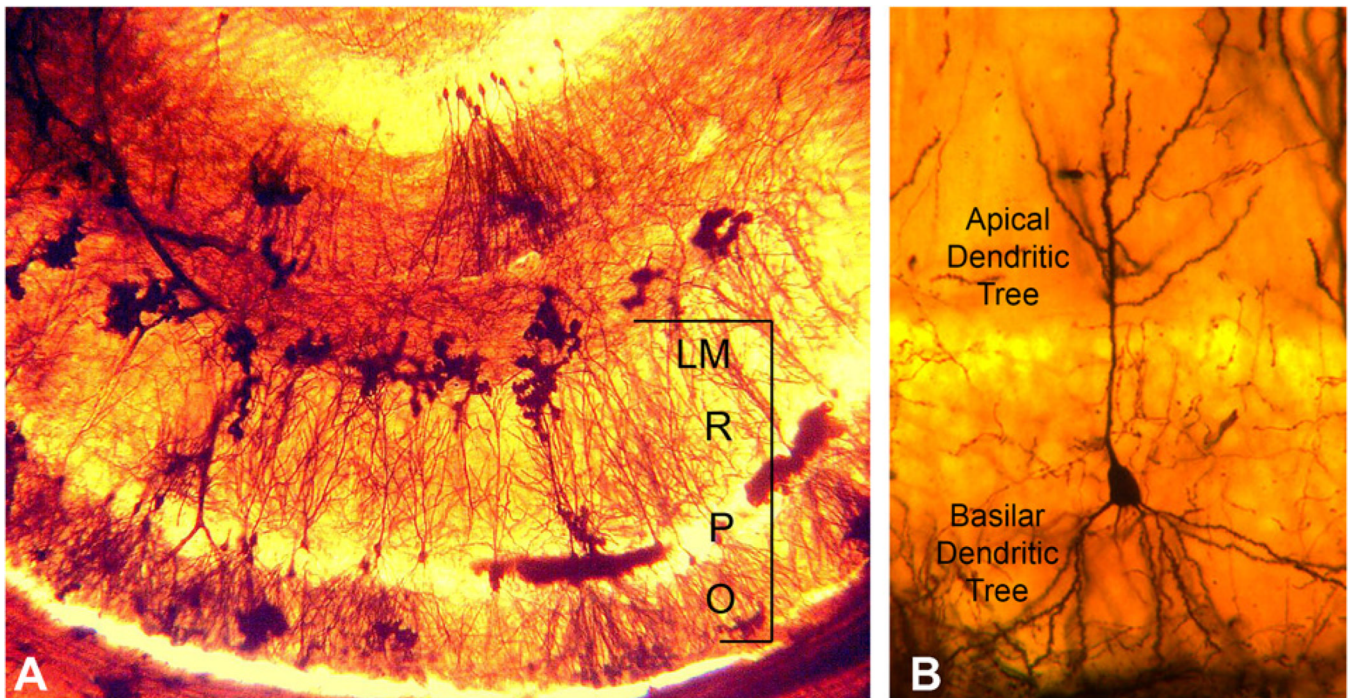 LM
R
P
O
A
Apical
Dendritic
Tree
Basilar
Dendritic
Tree
B